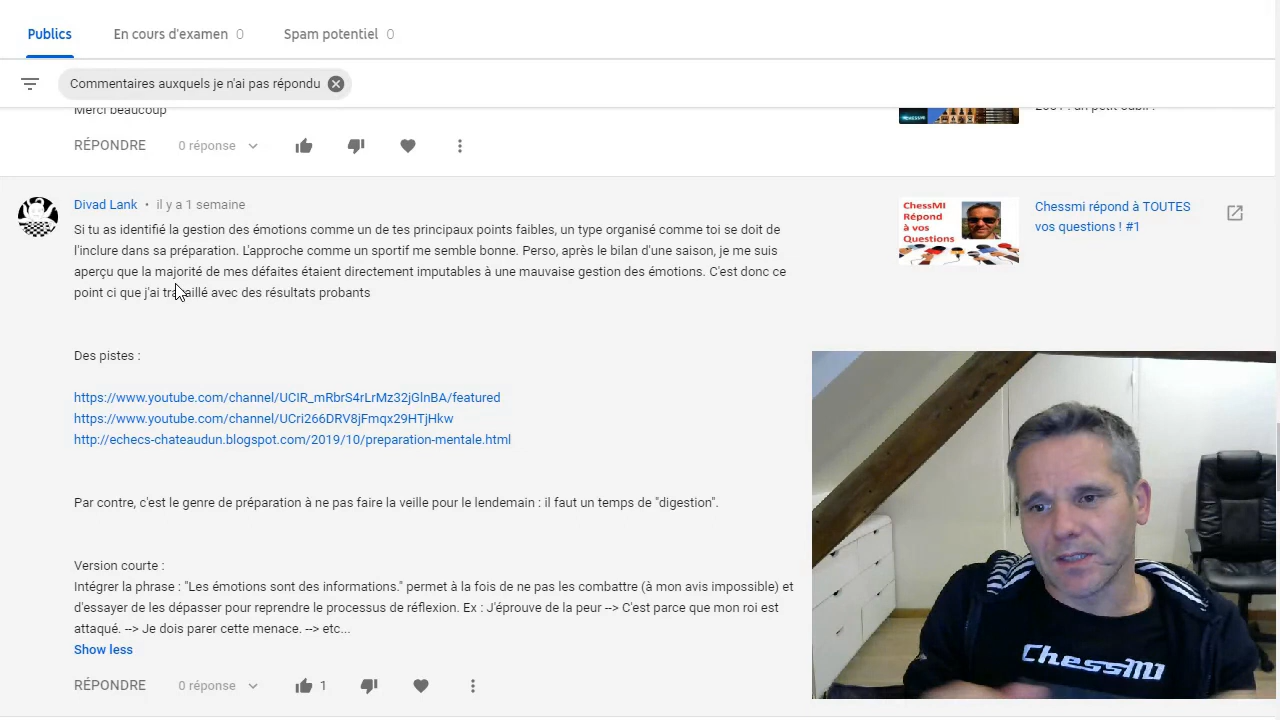 Publics
En cours d'examen 0
Spam potentiel 0
Commentaires auxquels je n'ai pas répondu
Merci beaucoup
RÉPONDRE
0 réponse
Divad Lank • il y a 1 semaine
Si tu as identifié la gestion des émotions comme un de tes principaux points faibles, un type organisé comme toi se doit de
l'inclure dans sa préparation. L'approche comme un sportif me semble bonne. Perso, après le bilan d'une saison, je me suis
aperçu que la majorité de mes défaites étaient directement imputables à une mauvaise gestion des émotions. C'est donc ce
point ci que j'ai travaillé avec des résultats probants
Des pistes :
https://www.youtube.com/channel/UCIR_mRbrS4rLrMz32jGlnBA/featured
https://www.youtube.com/channel/UCri266DRV8jFmqx29HTjHkw
http://echecs-chateaudun.blogspot.com/2019/10/preparation-mentale.html
Par contre, c'est le genre de préparation à ne pas faire la veille pour le lendemain : il faut un temps de "digestion".
Version courte :
Intégrer la phrase : "Les émotions sont des informations." permet à la fois de ne pas les combattre (à mon avis impossible) et
d'essayer de les dépasser pour reprendre le processus de réflexion. Ex : J'éprouve de la peur --> C'est parce que mon roi est
attaqué. --> Je dois parer cette menace. --> etc...
Show less
RÉPONDRE
0 réponse
1
ChessMI
Répond
à vos
Questions
Chessmi répond à TOUTES
vos questions ! #1
ChessMI